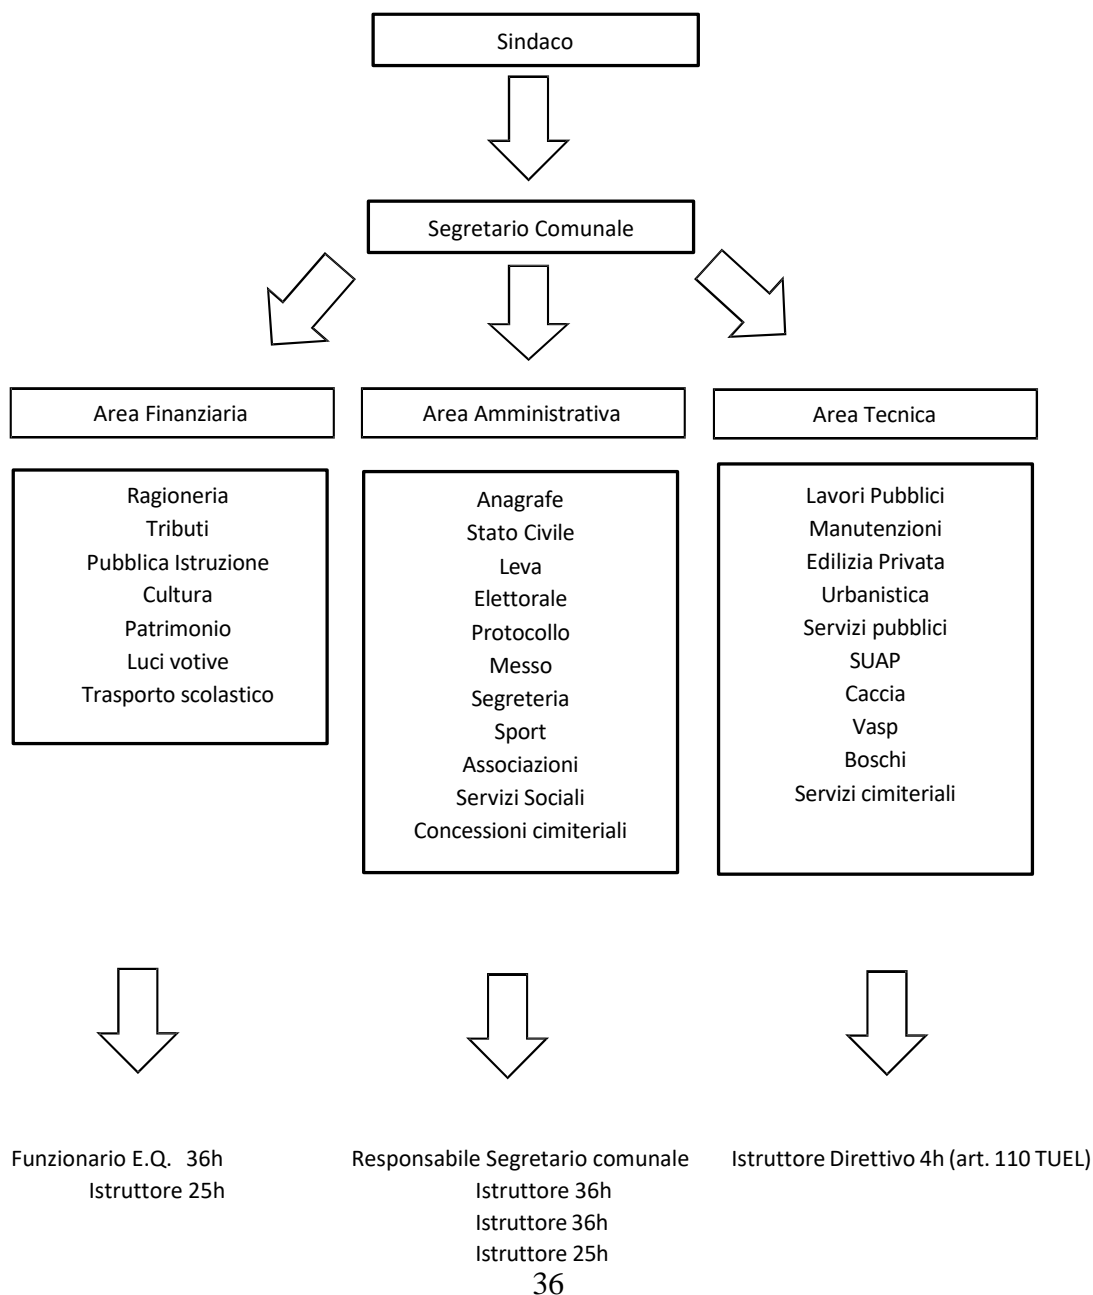 Sindaco
Segretario Comunale
Area Finanziaria
Ragioneria
Tributi
Pubblica Istruzione
Cultura
Patrimonio
Luci votive
Trasporto scolastico
Area Amministrativa
Anagrafe
Stato Civile
Leva
Elettorale
Protocollo
Messo
Segreteria
Sport
Associazioni
Servizi Sociali
Concessioni cimiteriali
Area Tecnica
Lavori Pubblici
Manutenzioni
Edilizia Privata
Urbanistica
Servizi pubblici
SUAP
Caccia
Vasp
Boschi
Servizi cimiteriali
Funzionario E.Q. 36h
Istruttore 25h
Responsabile Segretario comunale
Istruttore 36h
Istruttore 36h
Istruttore 25h
Istruttore Direttivo 4h (art. 110 TUEL)
36